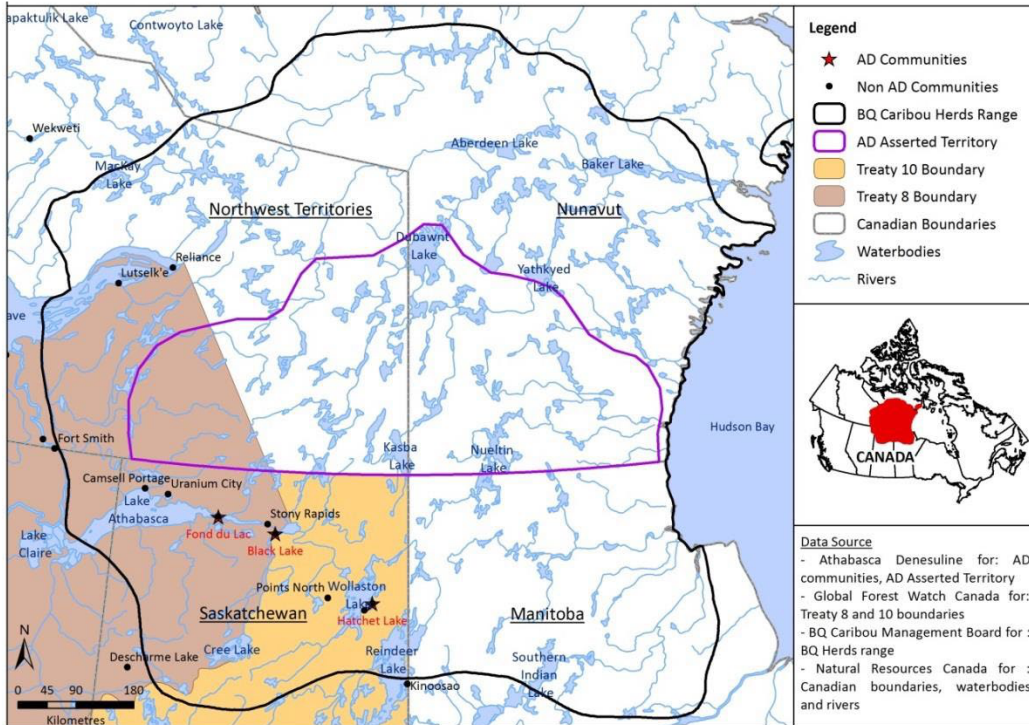 apaktulik Lake
Contwoyto Lake
Wekweti
MacKay
Lake
Aberdeen Lake
Baker Lake
Northwest Territories
Nunavut
Dubawnt
Lake
Reliance
Lutselk'e
Yathkyed
Lake
ave
Hudson Bay
Fort Smith
Kasba
Lake
Nueltin
Lake
Camsell Portage
Uranium City
Lake
Athabasca
Stony Rapids
Fond du Lac
Black Lake
Lake
Claire
Points North
Wollaston
Lake
Hatchet Lake
Saskatchewan
Manitoba
Cree Lake
Descharme Lake
Reindeer
Lake
Kinoosao
Southern
Indian
Lake
N
0 45 90 180
Kilometres
Legend
AD Communities
Non AD Communities
BQ Caribou Herds Range
AD Asserted Territory
Treaty 10 Boundary
Treaty 8 Boundary
Canadian Boundaries
Waterbodies
Rivers
CANADA
Data Source
- Athabasca Denesuline for: AD
communities, AD Asserted Territory
- Global Forest Watch Canada for:
Treaty 8 and 10 boundaries
- BQ Caribou Management Board for :
BQ Herds range
- Natural Resources Canada for :
Canadian boundaries, waterbodies
and rivers